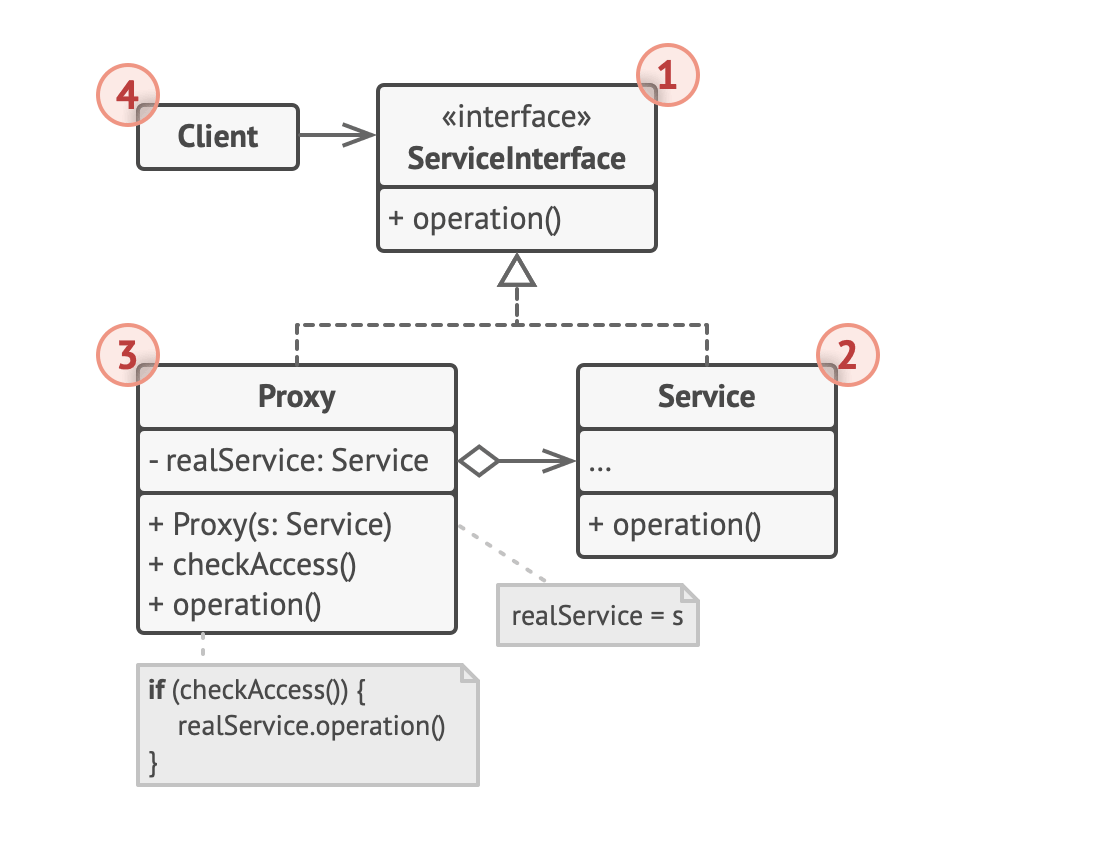 4
Client
1
«interface»
ServiceInterface
+ operation()
3
Proxy
- realService: Service
+ Proxy(s: Service)
+ checkAccess()
+ operation()
2
Service
...
+ operation()
realService = s
if (checkAccess()) {
realService.operation()
}